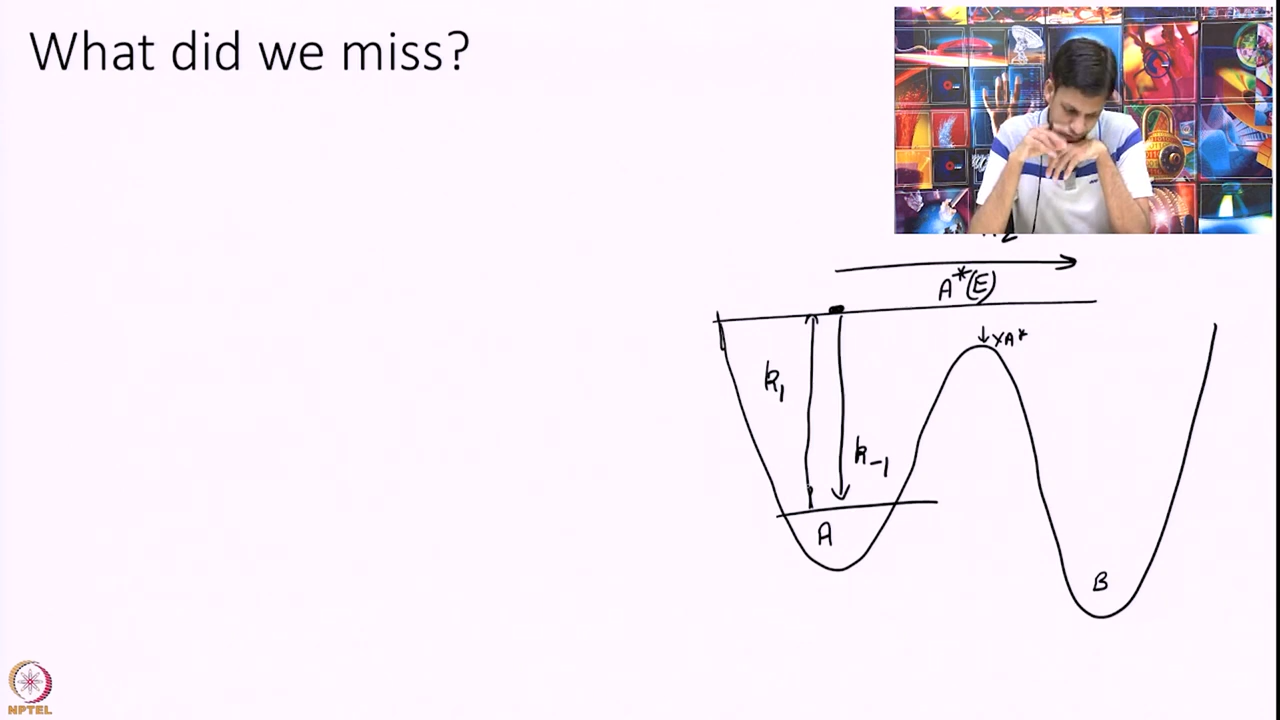 What did we miss?
A*(E)
XA*
k₁
k₋₁
A
B
NPTEL